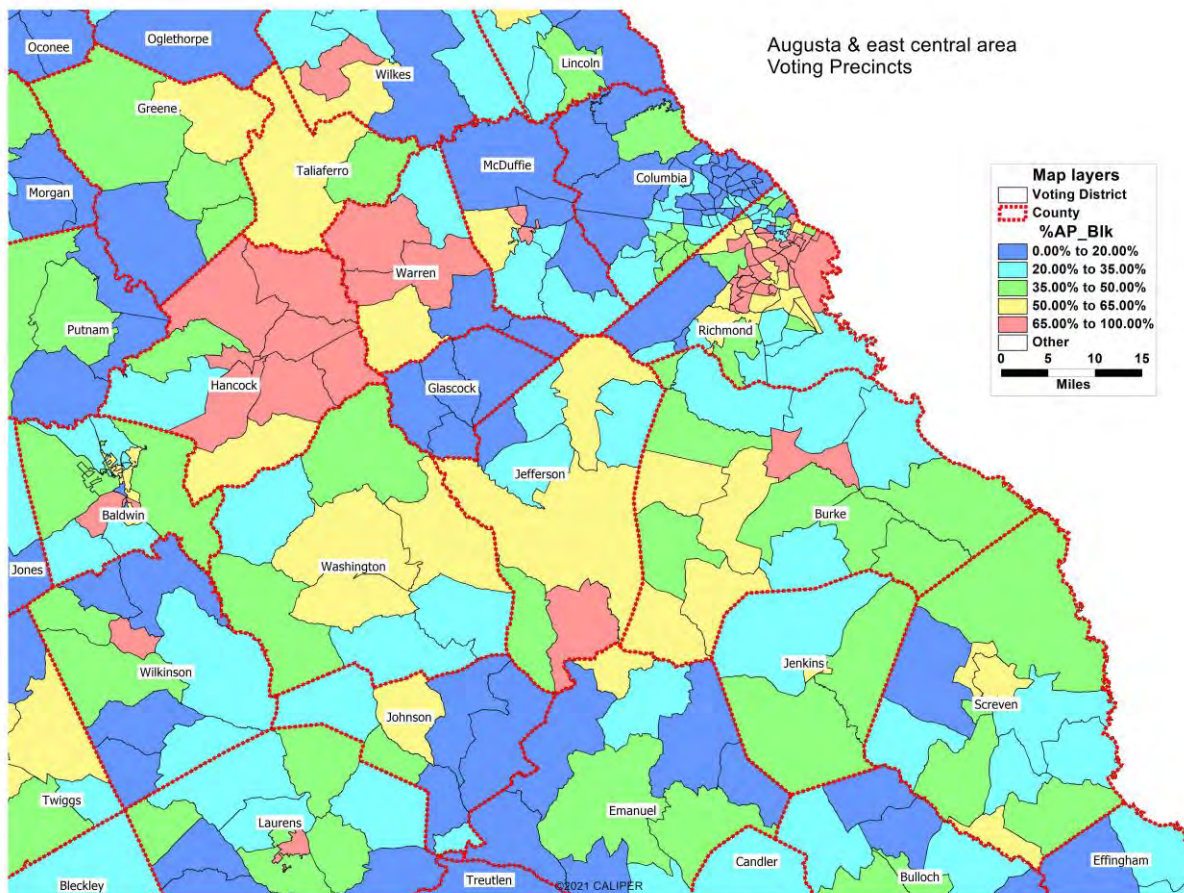 Augusta & east central area
Voting Precincts
Oconee
Oglethorpe
Wilkes
Lincoln
Greene
Taliaferro
McDuffie
Columbia
Morgan
Warren
Putnam
Richmond
Hancock
Glascock
Jefferson
Baldwin
Burke
Jones
Washington
Wilkinson
Jenkins
Screven
Johnson
Twiggs
Laurens
Emanuel
Candler
Effingham
Bulloch
Treutlen
Bleckley
©2021 CALIPER
Map layers
Voting District
County
%AP_Blk
0.00% to 20.00%
20.00% to 35.00%
35.00% to 50.00%
50.00% to 65.00%
65.00% to 100.00%
Other
0 5 10 15
Miles